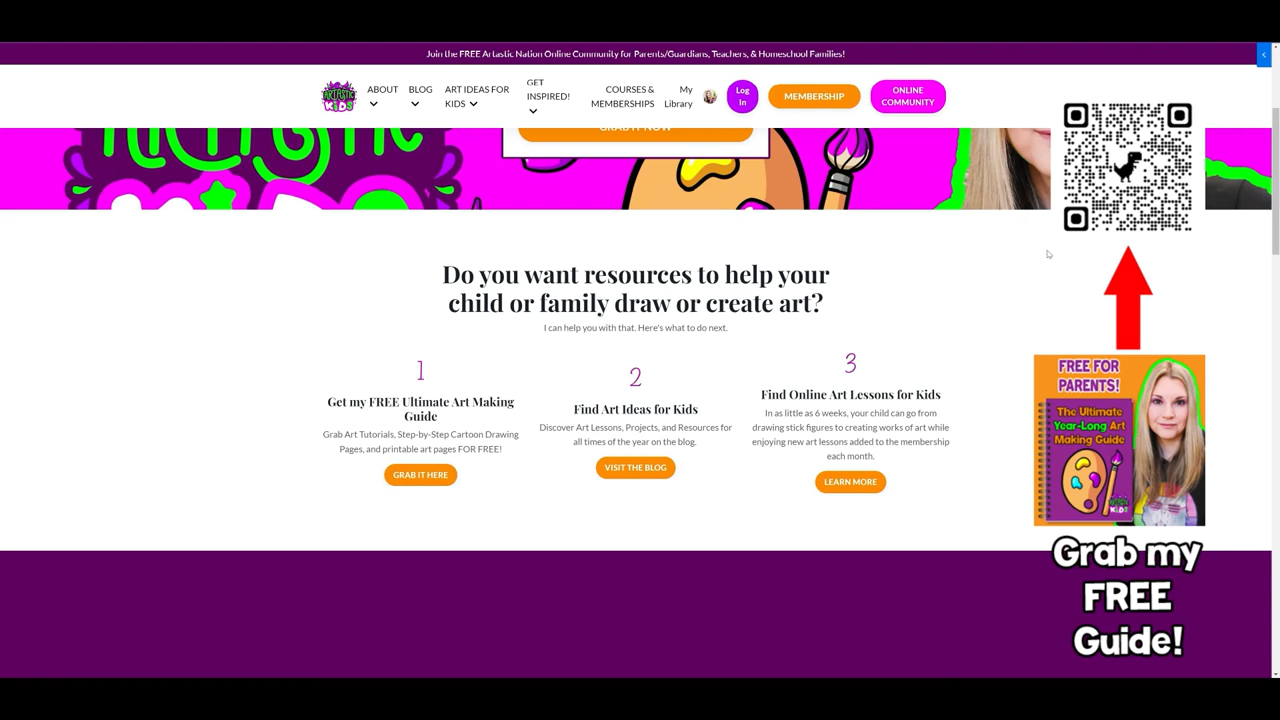 Join the FREE Artastic Nation Online Community for Parents/Guardians, Teachers, & Homeschool Families!
ARTASTIC
KiDS
ABOUT
BLOG
ART IDEAS FOR
KIDS
GET
INSPIRED!
COURSES &
MEMBERSHIPS
My
Library
Log
In
MEMBERSHIP
ONLINE
COMMUNITY
GRAB IT NOW
Do you want resources to help your
child or family draw or create art?
I can help you with that. Here's what to do next.
1
Get my FREE Ultimate Art Making
Guide
Grab Art Tutorials, Step-by-Step Cartoon Drawing
Pages, and printable art pages FOR FREE!
GRAB IT HERE
2
Find Art Ideas for Kids
Discover Art Lessons, Projects, and Resources for
all times of the year on the blog.
VISIT THE BLOG
3
Find Online Art Lessons for Kids
In as little as 6 weeks, your child can go from
drawing stick figures to creating works of art while
enjoying new art lessons added to the membership
each month.
LEARN MORE
FREE FOR
PARENTS!
The Ultimate
Year-Long Art
Making Guide
Grab my
FREE
Guide!